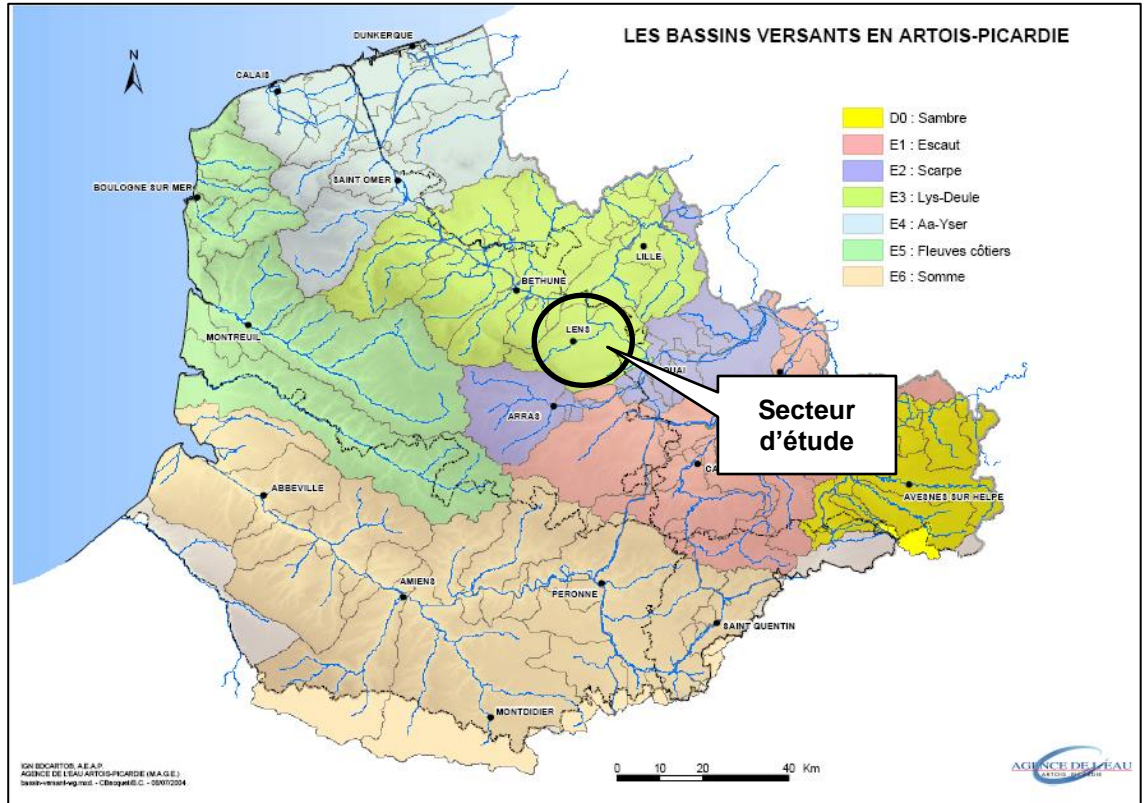 LES BASSINS VERSANTS EN ARTOIS-PICARDIE
N
DUNKERQUE
CALAIS
SAINT OMER
BOULOGNE SUR MER
LILLE
BETHUNE
LENS
MONTREUIL
ARRAS
Secteur
d'étude
AVESNES SUR HELPE
ABBEVILLE
AMIENS
PERONNE
SAINT QUENTIN
MONTDIDIER
D0 : Sambre
E1 : Escaut
E2 : Scarpe
E3 : Lys-Deule
E4 : Aa-Yser
E5 : Fleuves côtiers
E6 : Somme
0 10 20 40 Km
IGN BDCARTO®, A.E.A.P.
AGENCE DE L'EAU ARTOIS-PICARDIE (M.A.G.E.)
AGENCE DE L'EAU
ARTOIS - PICARDIE